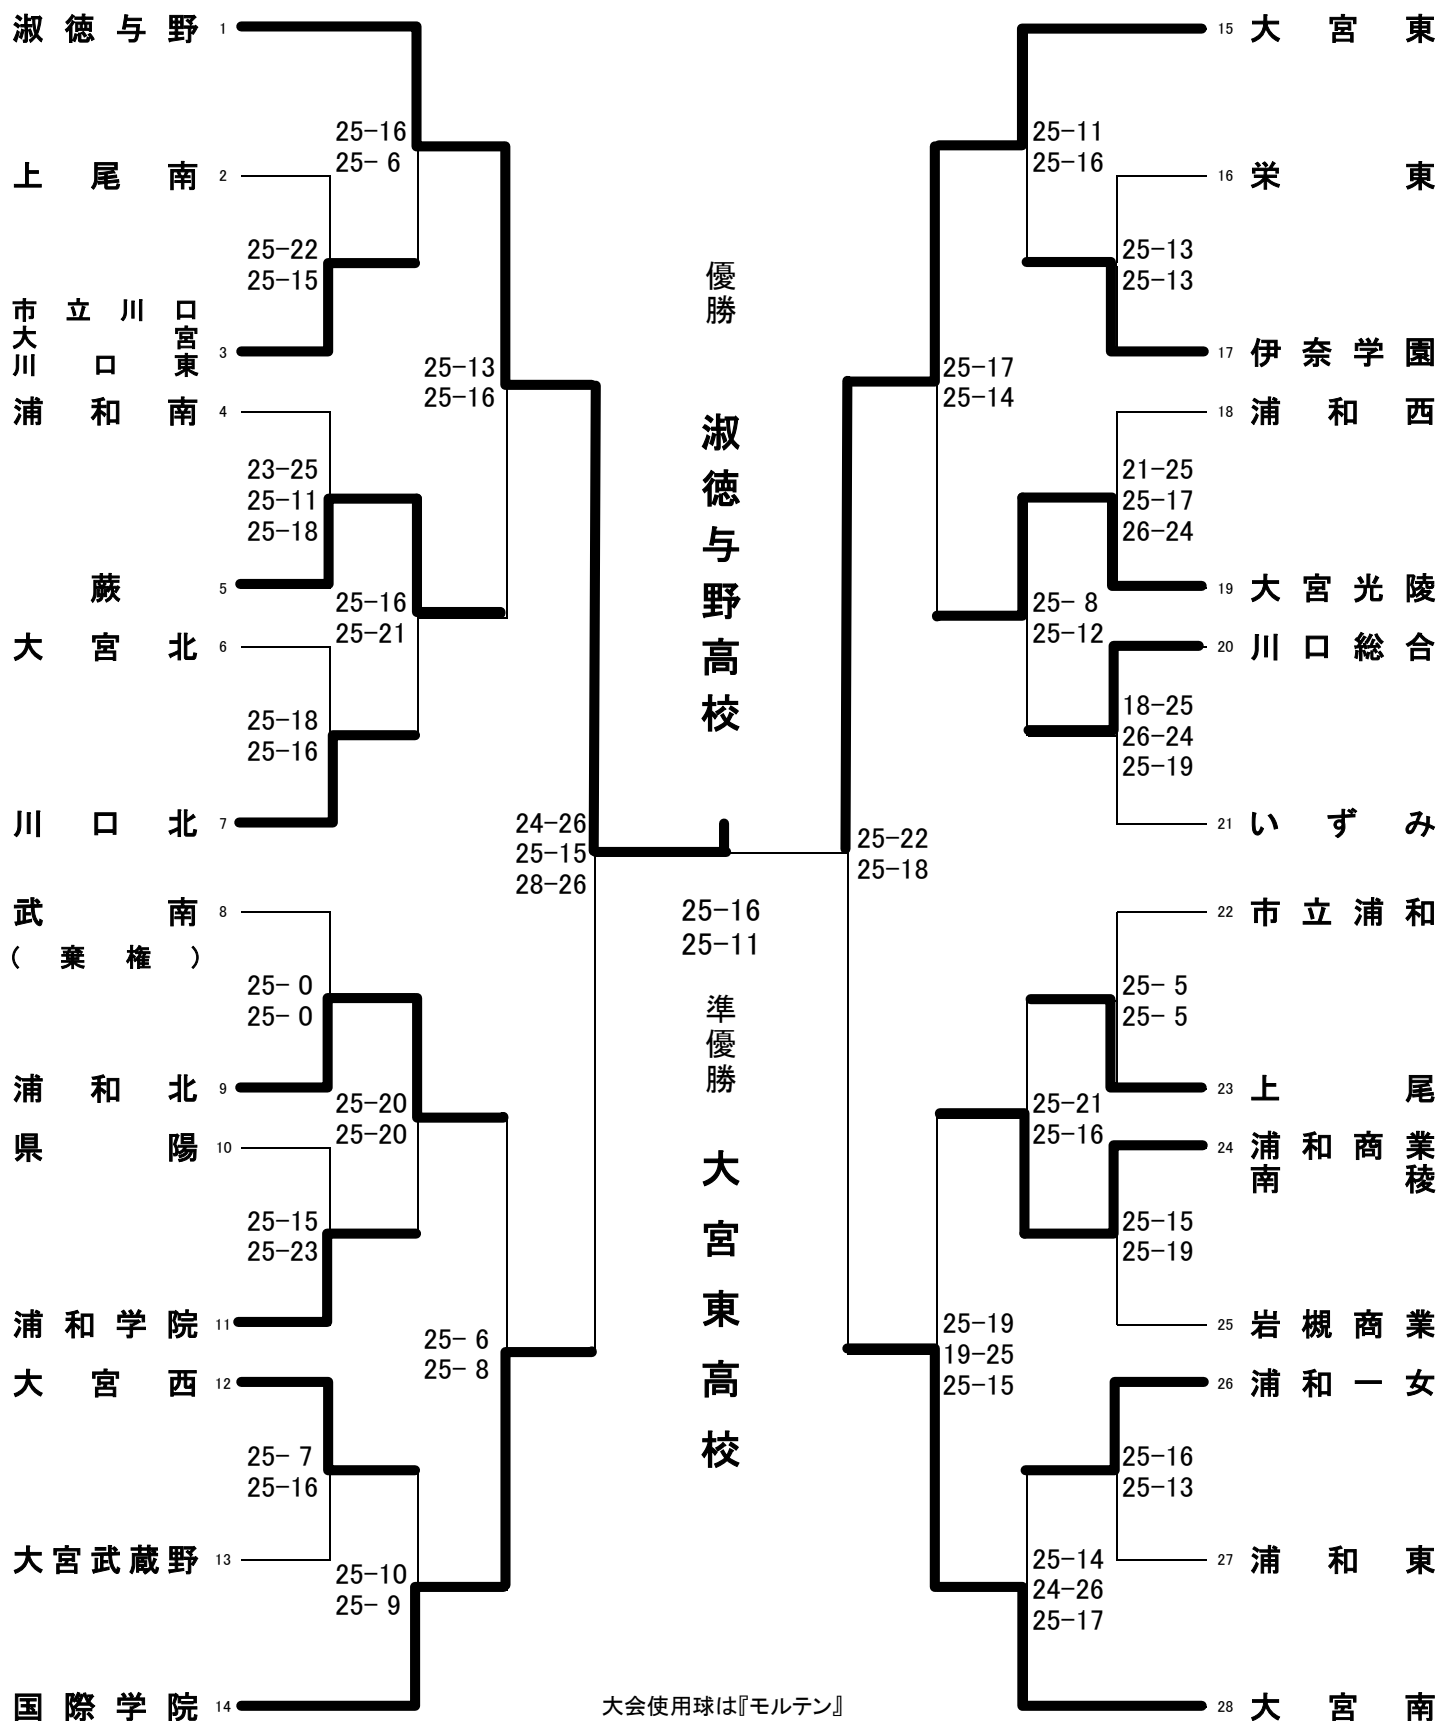 淑徳与野 1
25-16
25- 6
上尾南 2
25-22
25-15
市立川口
大宮
川口東
3
25-13
25-16
浦和南 4
23-25
25-11
25-18
蕨 5
25-16
25-21
大宮北 6
25-18
25-16
川口北 7
24-26
25-15
28-26
武南 8
(棄権)
25- 0
25- 0
浦和北 9
25-20
25-20
県陽 10
25-15
25-23
浦和学院 11
25- 6
25- 8
大宮西 12
25- 7
25-16
大宮武蔵野 13
25-10
25- 9
国際学院 14
優勝
淑徳与野高校
25-16
25-11
準優勝
大宮東高校
大会使用球は『モルテン』
15 大宮東
25-11
25-16
16 栄東
25-13
25-13
17 伊奈学園
25-17
25-14
18 浦和西
21-25
25-17
26-24
19 大宮光陵
25- 8
25-12
20 川口総合
18-25
26-24
25-19
21 いずみ
25-22
25-18
22 市立浦和
25- 5
25- 5
23 上尾
25-21
25-16
24 浦和商業
南稜
25-15
25-19
25 岩槻商業
25-19
19-25
25-15
26 浦和一女
25-16
25-13
27 浦和東
25-14
24-26
25-17
28 大宮南